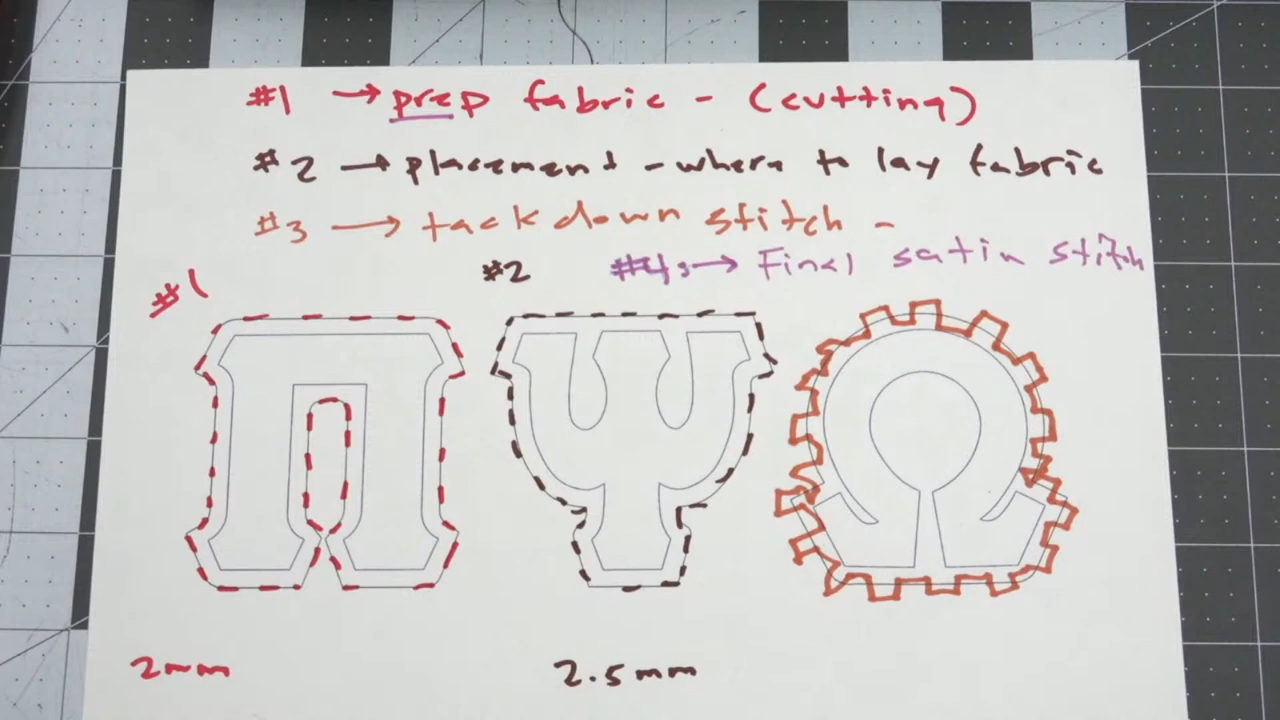 #1 → prep fabric - (cutting)
#2 → placement - where to lay fabric
#3 → tack down stitch -
#4: → Final satin stitch
#1
#2
Π Ψ Ω
2mm
2.5mm